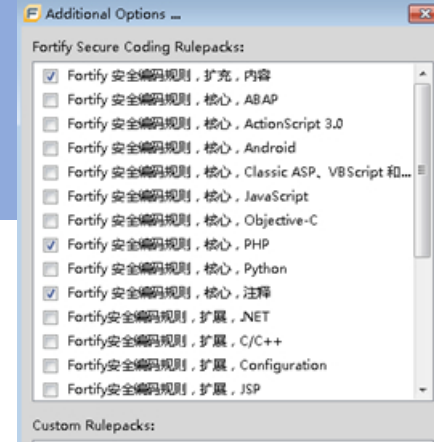 Additional Options ...
Fortify Secure Coding Rulepacks:
Fortify 安全编码规则，扩充，内容
Fortify 安全编码规则，核心，ABAP
Fortify 安全编码规则，核心，ActionScript 3.0
Fortify 安全编码规则，核心，Android
Fortify 安全编码规则，核心，Classic ASP、VBScript 和...
Fortify 安全编码规则，核心，JavaScript
Fortify 安全编码规则，核心，Objective-C
Fortify 安全编码规则，核心，PHP
Fortify 安全编码规则，核心，Python
Fortify 安全编码规则，核心，注释
Fortify安全编码规则，扩展，.NET
Fortify安全编码规则，扩展，C/C++
Fortify安全编码规则，扩展，Configuration
Fortify安全编码规则，扩展，JSP
Custom Rulepacks: